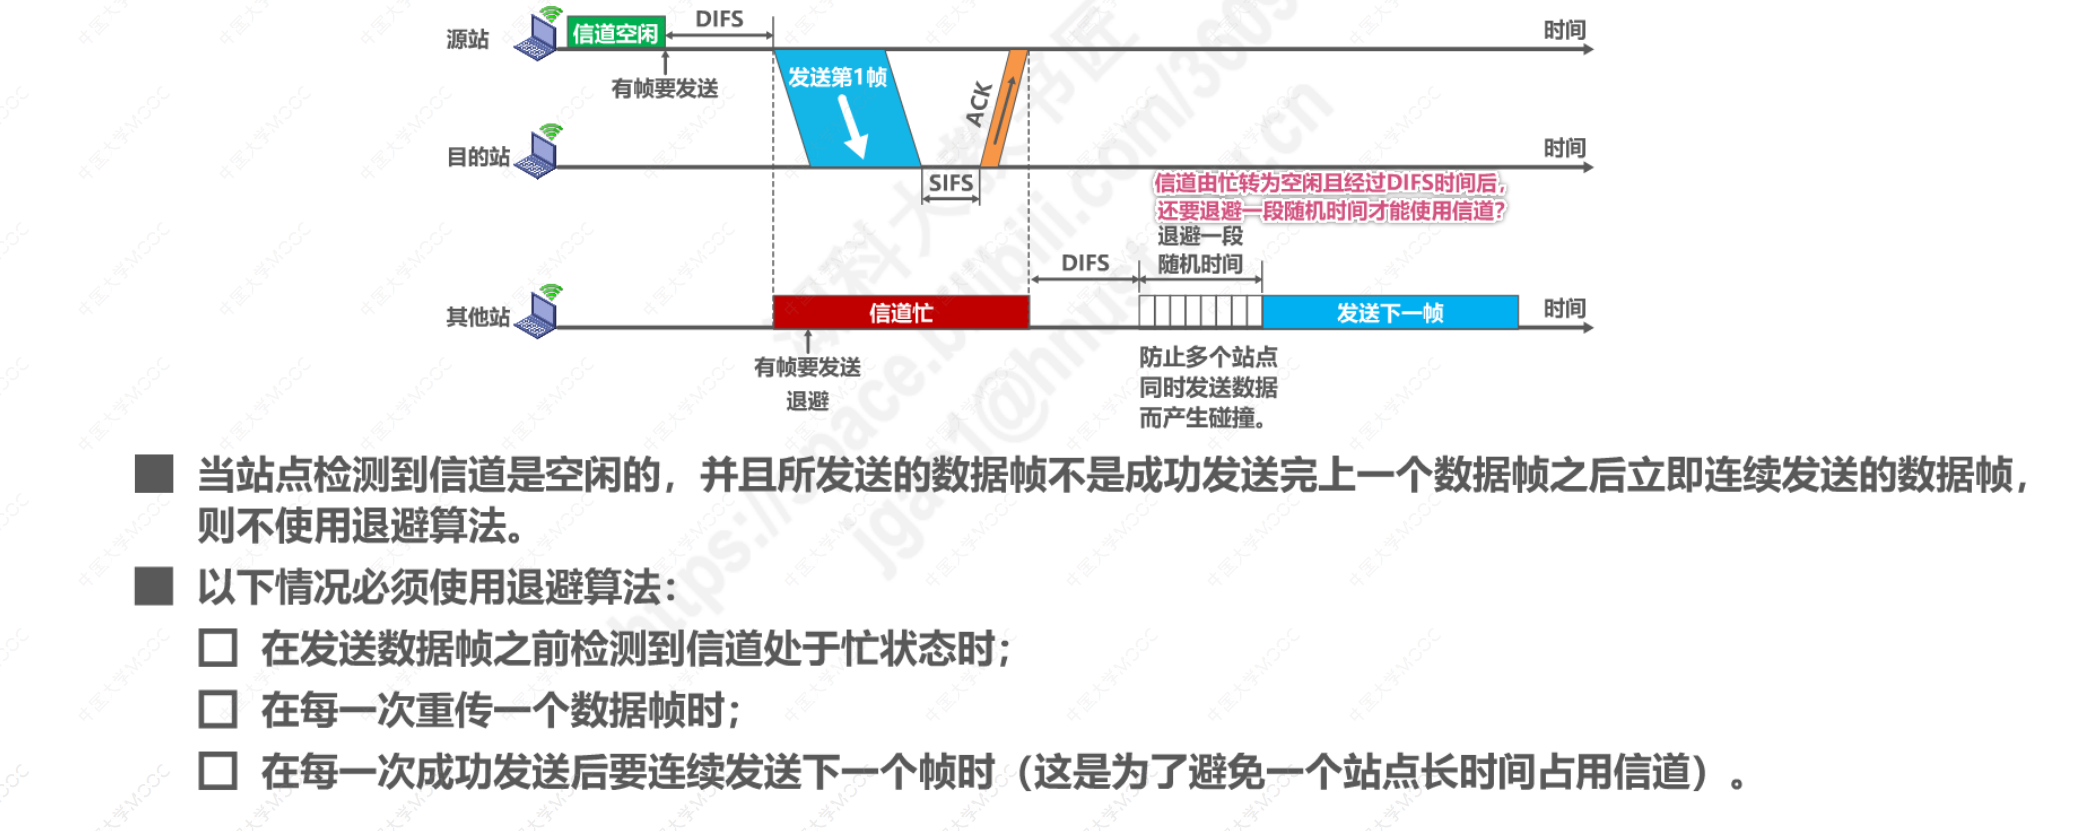 DIFS
源站
信道空闲
时间
有帧要发送
发送第1帧
ACK
目的站
时间
SIFS
信道由忙转为空闲且经过DIFS时间后，
还要退避一段随机时间才能使用信道？
退避一段
随机时间
DIFS
其他站
信道忙
发送下一帧
时间
有帧要发送
退避
防止多个站点
同时发送数据
而产生碰撞。
■ 当站点检测到信道是空闲的，并且所发送的数据帧不是成功发送完上一个数据帧之后立即连续发送的数据帧，
则不使用退避算法。
■ 以下情况必须使用退避算法：
□ 在发送数据帧之前检测到信道处于忙状态时；
□ 在每一次重传一个数据帧时；
□ 在每一次成功发送后要连续发送下一个帧时（这是为了避免一个站点长时间占用信道）。
中国大学MOOC